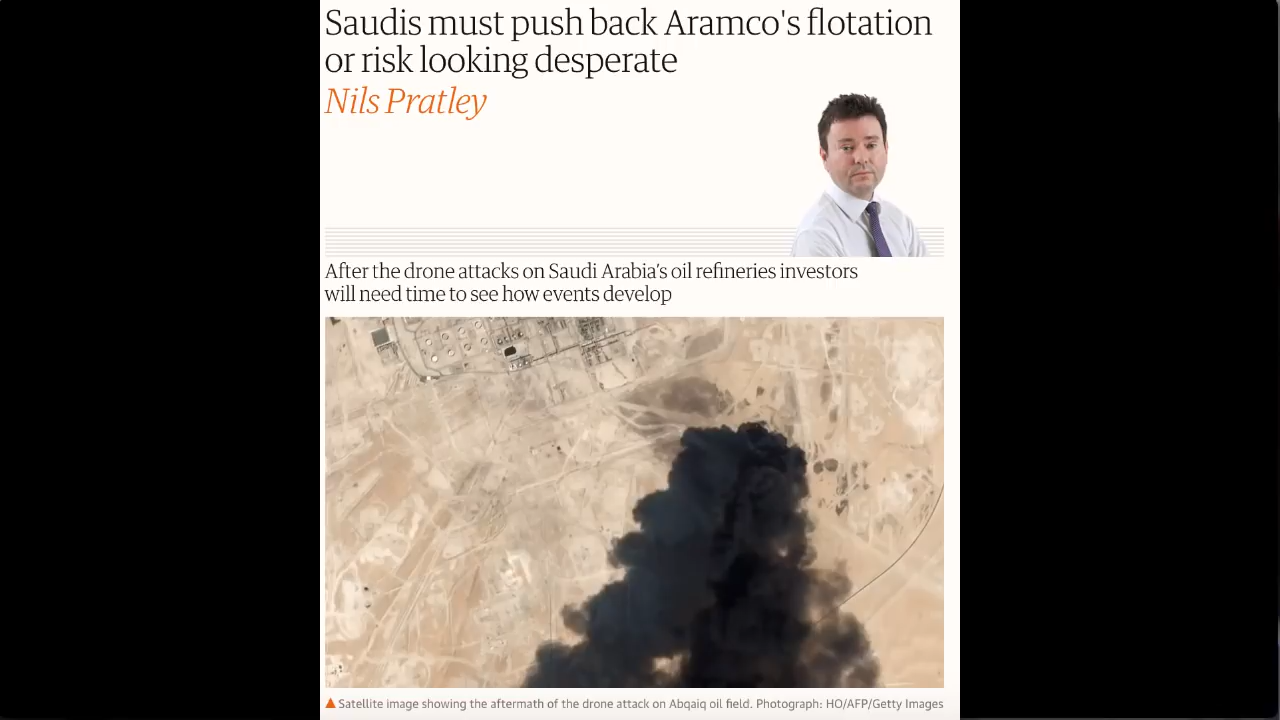 Saudis must push back Aramco's flotation
or risk looking desperate
Nils Pratley
After the drone attacks on Saudi Arabia’s oil refineries investors
will need time to see how events develop
Satellite image showing the aftermath of the drone attack on Abqaiq oil field. Photograph: HO/AFP/Getty Images